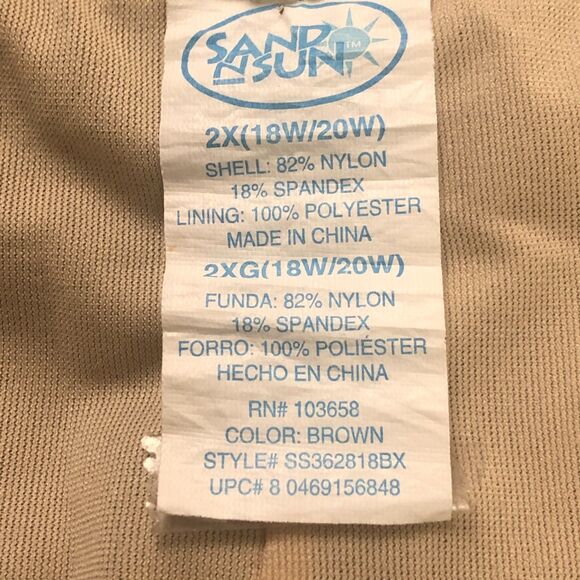 SAND
N SUN TM
2X(18W/20W)
SHELL: 82% NYLON
18% SPANDEX
LINING: 100% POLYESTER
MADE IN CHINA
2XG(18W/20W)
FUNDA: 82% NYLON
18% SPANDEX
FORRO: 100% POLIÉSTER
HECHO EN CHINA
RN# 103658
COLOR: BROWN
STYLE# SS362818BX
UPC# 8 0469156848